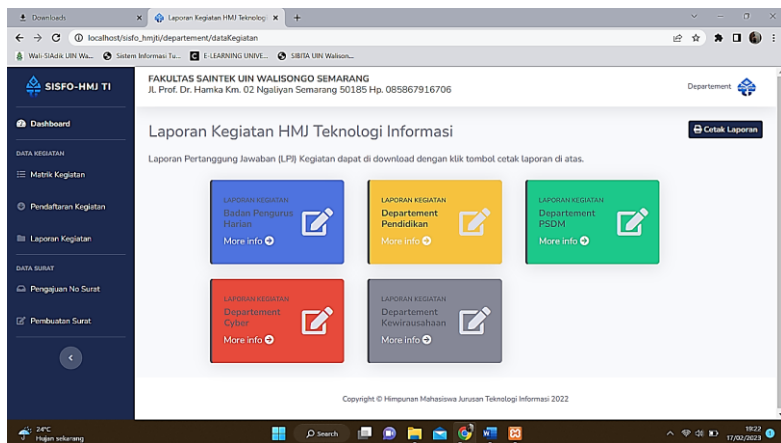 Downloads
Laporan Kegiatan HMJ Teknologi
localhost/sisfo_hmjti/departement/dataKegiatan
Wali-SIAdik UIN Wa...
Sistem Informasi Tu...
E-LEARNING UNIVE...
SIBITA UIN Walison...
SISFO-HMJ TI
FAKULTAS SAINTEK UIN WALISONGO SEMARANG
Jl. Prof. Dr. Hamka Km. 02 Ngaliyan Semarang 50185 Hp. 085867916706
Departement
Dashboard
DATA KEGIATAN
Matrik Kegiatan
Pendaftaran Kegiatan
Laporan Kegiatan
DATA SURAT
Pengajuan No Surat
Pembuatan Surat
Laporan Kegiatan HMJ Teknologi Informasi
Cetak Laporan
Laporan Pertanggung Jawaban (LPJ) Kegiatan dapat di download dengan klik tombol cetak laporan di atas.
LAPORAN KEGIATAN
Badan Pengurus
Harian
More info
LAPORAN KEGIATAN
Departement
Pendidikan
More info
LAPORAN KEGIATAN
Departement
PSDM
More info
LAPORAN KEGIATAN
Departement
Cyber
More info
LAPORAN KEGIATAN
Departement
Kewirausahaan
More info
Copyright © Himpunan Mahasiswa Jurusan Teknologi Informasi 2022
24°C
Hujan sekarang
Search
19:22
17/02/2023